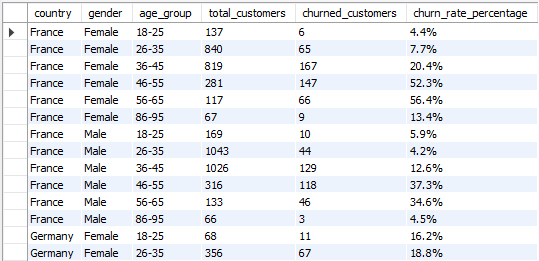 country gender age_group total_customers churned_customers churn_rate_percentage
France Female 18-25 137 6 4.4%
France Female 26-35 840 65 7.7%
France Female 36-45 819 167 20.4%
France Female 46-55 281 147 52.3%
France Female 56-65 117 66 56.4%
France Female 86-95 67 9 13.4%
France Male 18-25 169 10 5.9%
France Male 26-35 1043 44 4.2%
France Male 36-45 1026 129 12.6%
France Male 46-55 316 118 37.3%
France Male 56-65 133 46 34.6%
France Male 86-95 66 3 4.5%
Germany Female 18-25 68 11 16.2%
Germany Female 26-35 356 67 18.8%